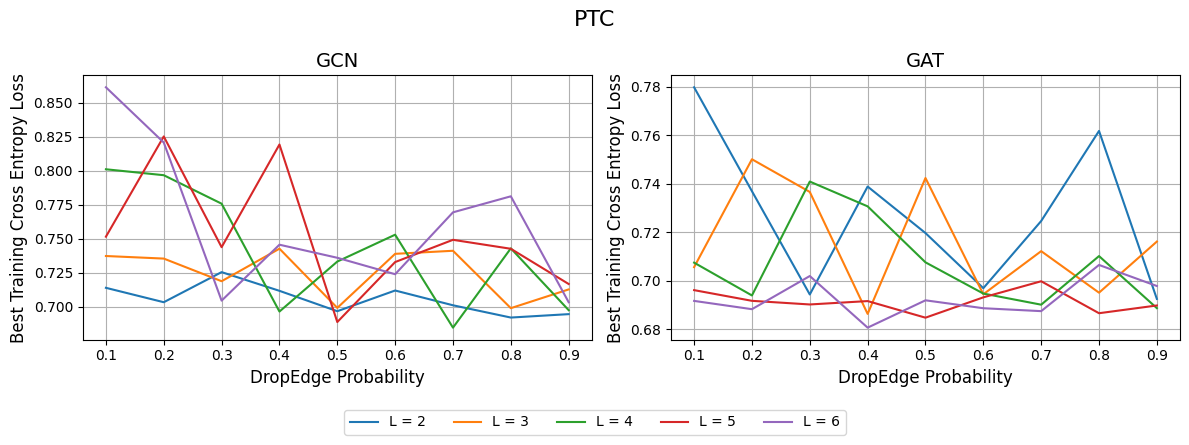 PTC
GCN
Best Training Cross Entropy Loss
0.850
0.825
0.800
0.775
0.750
0.725
0.700
0.1 0.2 0.3 0.4 0.5 0.6 0.7 0.8 0.9
DropEdge Probability
GAT
Best Training Cross Entropy Loss
0.78
0.76
0.74
0.72
0.70
0.68
0.1 0.2 0.3 0.4 0.5 0.6 0.7 0.8 0.9
DropEdge Probability
L = 2 L = 3 L = 4 L = 5 L = 6